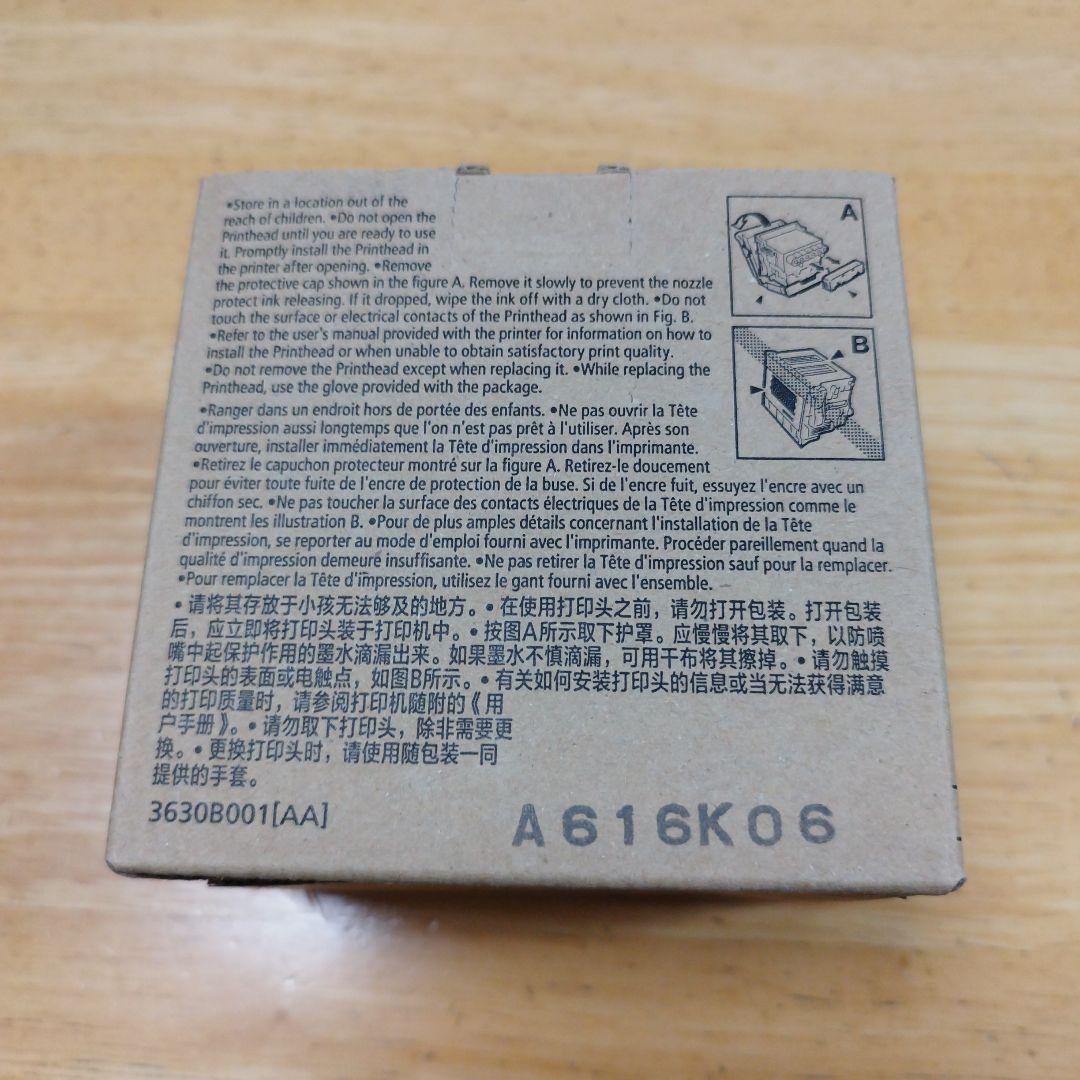 •Store in a location out of the
reach of children. •Do not open the
Printhead until you are ready to use
it. Promptly install the Printhead in
the printer after opening. •Remove
the protective cap shown in the figure A. Remove it slowly to prevent the nozzle
protect ink releasing. If it dropped, wipe the ink off with a dry cloth. •Do not
touch the surface or electrical contacts of the Printhead as shown in Fig. B.
•Refer to the user's manual provided with the printer for information on how to
install the Printhead or when unable to obtain satisfactory print quality.
•Do not remove the Printhead except when replacing it. •While replacing the
Printhead, use the glove provided with the package.
A
B
•Ranger dans un endroit hors de portée des enfants. •Ne pas ouvrir la Tête
d'impression aussi longtemps que l'on n'est pas prêt à l'utiliser. Après son
ouverture, installer immédiatement la Tête d'impression dans l'imprimante.
•Retirez le capuchon protecteur montré sur la figure A. Retirez-le doucement
pour éviter toute fuite de l'encre de protection de la buse. Si de l'encre fuit, essuyez l'encre avec un
chiffon sec. •Ne pas toucher la surface des contacts électriques de la Tête d'impression comme le
montrent les illustration B. •Pour de plus amples détails concernant l'installation de la Tête
d'impression, se reporter au mode d'emploi fourni avec l'imprimante. Procéder pareillement quand la
qualité d'impression demeure insuffisante. •Ne pas retirer la Tête d'impression sauf pour la remplacer.
•Pour remplacer la Tête d'impression, utilisez le gant fourni avec l'ensemble.
•请将其存放于小孩无法够及的地方。•在使用打印头之前，请勿打开包装。打开包装
后，应立即将打印头装于打印机中。•按图A所示取下护罩。应慢慢将其取下，以防喷
嘴中起保护作用的墨水滴漏出来。如果墨水不慎滴漏，可用干布将其擦掉。•请勿触摸
打印头的表面或电触点，如图B所示。•有关如何安装打印头的信息或当无法获得满意
的打印质量时，请参阅打印机随附的《用
户手册》。•请勿取下打印头，除非需要更
换。•更换打印头时，请使用随包装一同
提供的手套。
3630B001[AA]
A616K06